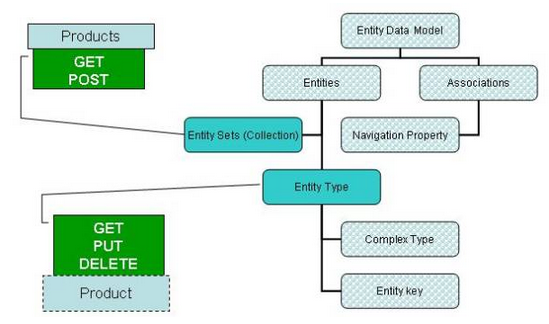 Products
GET
POST
Entity Data Model
Entities
Associations
Entity Sets (Collection)
Navigation Property
Entity Type
GET
PUT
DELETE
Product
Complex Type
Entity key